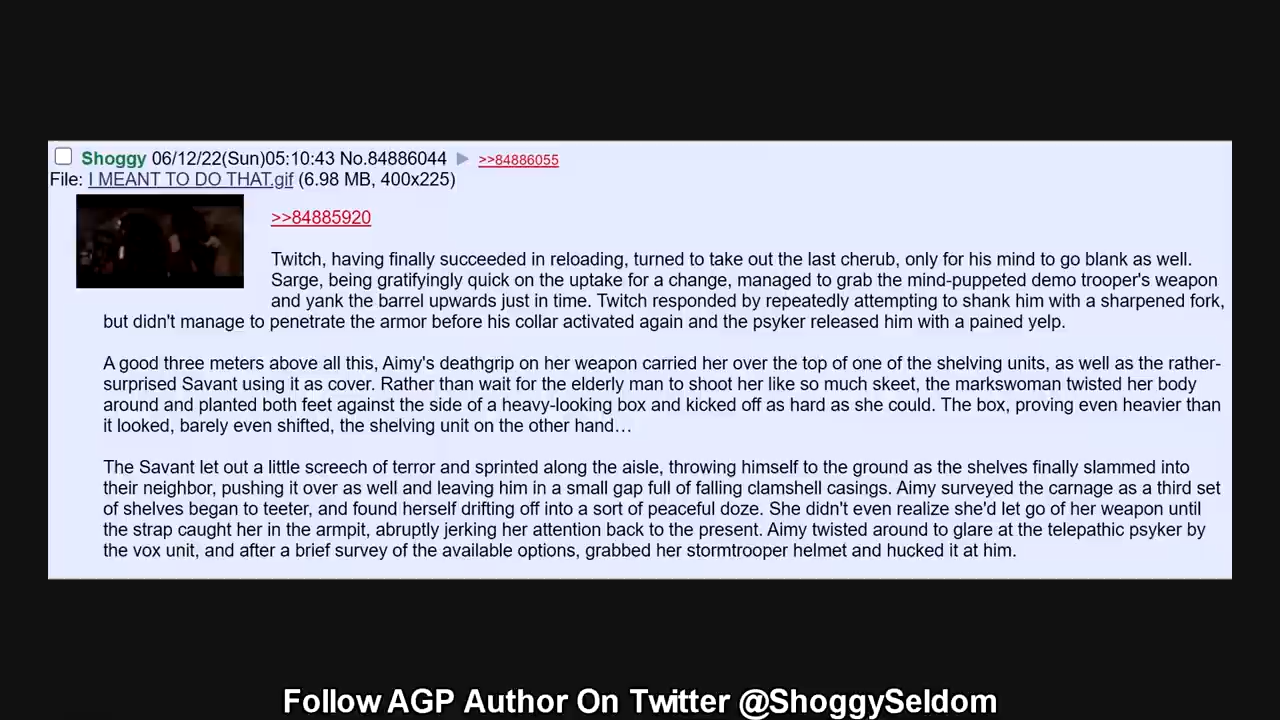 Shoggy 06/12/22(Sun)05:10:43 No.84886044 ▶ >>84886055
File: I MEANT TO DO THAT.gif (6.98 MB, 400x225)
>>84885920
Twitch, having finally succeeded in reloading, turned to take out the last cherub, only for his mind to go blank as well.
Sarge, being gratifyingly quick on the uptake for a change, managed to grab the mind-puppeted demo trooper's weapon
and yank the barrel upwards just in time. Twitch responded by repeatedly attempting to shank him with a sharpened fork,
but didn't manage to penetrate the armor before his collar activated again and the psyker released him with a pained yelp.
A good three meters above all this, Aimy's deathgrip on her weapon carried her over the top of one of the shelving units, as well as the rather-
surprised Savant using it as cover. Rather than wait for the elderly man to shoot her like so much skeet, the markswoman twisted her body
around and planted both feet against the side of a heavy-looking box and kicked off as hard as she could. The box, proving even heavier than
it looked, barely even shifted, the shelving unit on the other hand…
The Savant let out a little screech of terror and sprinted along the aisle, throwing himself to the ground as the shelves finally slammed into
their neighbor, pushing it over as well and leaving him in a small gap full of falling clamshell casings. Aimy surveyed the carnage as a third set
of shelves began to teeter, and found herself drifting off into a sort of peaceful doze. She didn't even realize she'd let go of her weapon until
the strap caught her in the armpit, abruptly jerking her attention back to the present. Aimy twisted around to glare at the telepathic psyker by
the vox unit, and after a brief survey of the available options, grabbed her stormtrooper helmet and hucked it at him.
Follow AGP Author On Twitter @ShoggySeldom